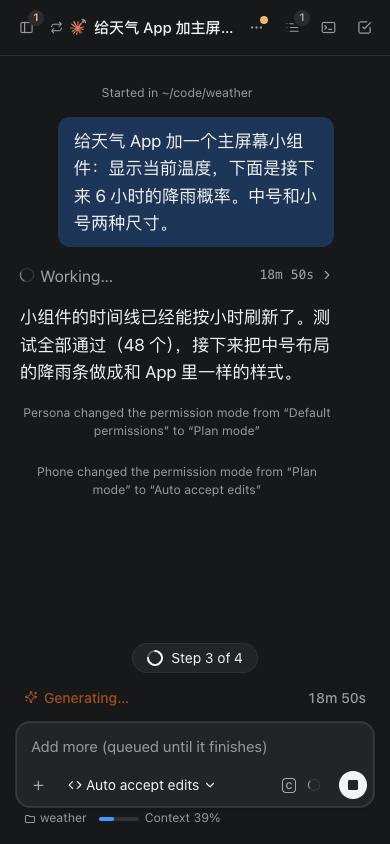 1
给天气 App 加主屏...
1
Started in ~/code/weather
给天气 App 加一个主屏幕小组
件：显示当前温度，下面是接下
来 6 小时的降雨概率。中号和小
号两种尺寸。
Working... 18m 50s
小组件的时间线已经能按小时刷新了。测
试全部通过（48 个），接下来把中号布局
的降雨条做成和 App 里一样的样式。
Persona changed the permission mode from “Default
permissions” to “Plan mode”
Phone changed the permission mode from “Plan
mode” to “Auto accept edits”
Step 3 of 4
Generating... 18m 50s
Add more (queued until it finishes)
Auto accept edits C
weather Context 39%